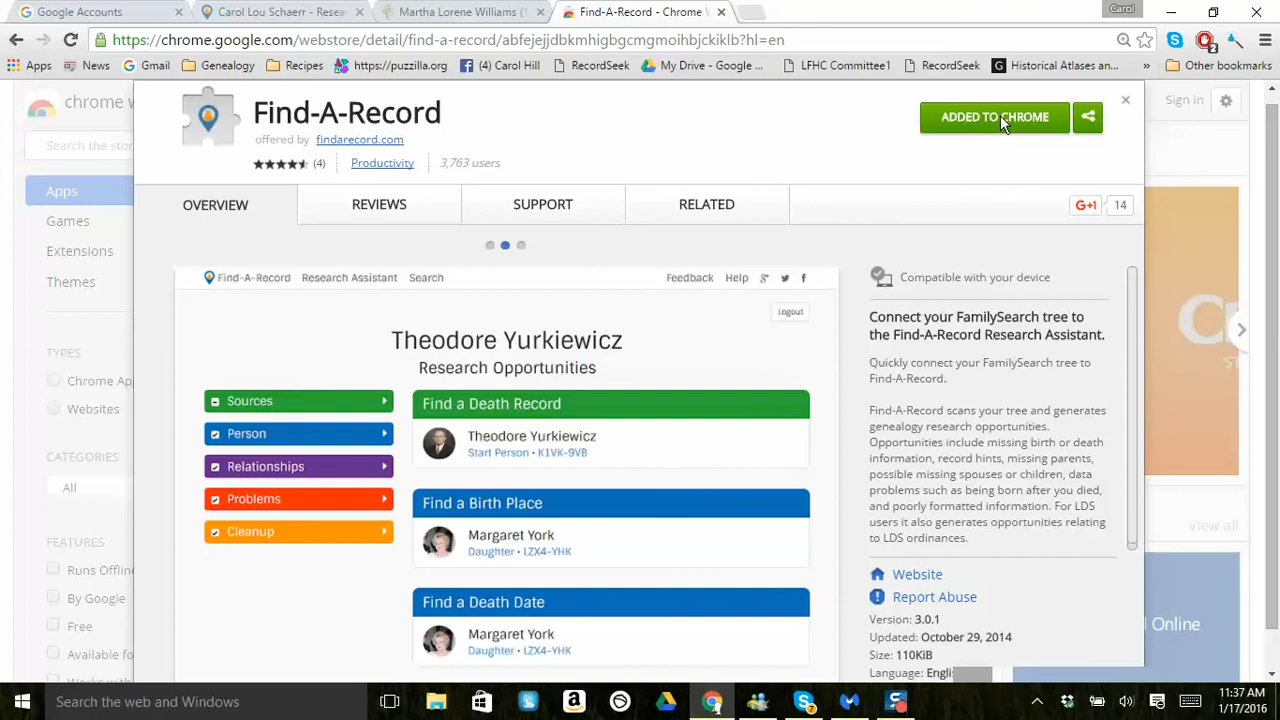 Google Accounts
Carol Lou Schaerr - Resea
Martha Lorene Williams (1
Find-A-Record - Chrome W
Carol
https://chrome.google.com/webstore/detail/find-a-record/abfejejjdbkmhigbgcmgmoihbjckiklb?hl=en
Apps
News
Gmail
Genealogy
Recipes
https://puzzilla.org
(4) Carol Hill
RecordSeek
My Drive - Google ...
LFHC Committee1
RecordSeek
Historical Atlases an
»
Other bookmarks
chrome w
Sign in
Search the store
Find-A-Record
offered by findarecord.com
(4)
Productivity
3,763 users
ADDED TO CHROME
OVERVIEW
REVIEWS
SUPPORT
RELATED
G+1
14
Apps
Games
Extensions
Themes
TYPES
Chrome Ap
Websites
CATEGORIES
All
FEATURES
Runs Offlin
By Google
Free
Available fo
Works with
Find-A-Record
Research Assistant
Search
Feedback
Help
Logout
Theodore Yurkiewicz
Research Opportunities
Sources
Person
Relationships
Problems
Cleanup
Find a Death Record
Theodore Yurkiewicz
Start Person • K1VK-9VB
Find a Birth Place
Margaret York
Daughter • LZX4-YHK
Find a Death Date
Margaret York
Daughter • LZX4-YHK
Compatible with your device
Connect your FamilySearch tree to
the Find-A-Record Research Assistant.
Quickly connect your FamilySearch tree to
Find-A-Record.
Find-A-Record scans your tree and generates
genealogy research opportunities.
Opportunities include missing birth or death
information, record hints, missing parents,
possible missing spouses or children, data
problems such as being born after you died,
and poorly formatted information. For LDS
users it also generates opportunities relating
to LDS ordinances.
Website
Report Abuse
Version: 3.0.1
Updated: October 29, 2014
Size: 110KiB
Language: Englis
View all
Online
Search the web and Windows
11:37 AM
1/17/2016